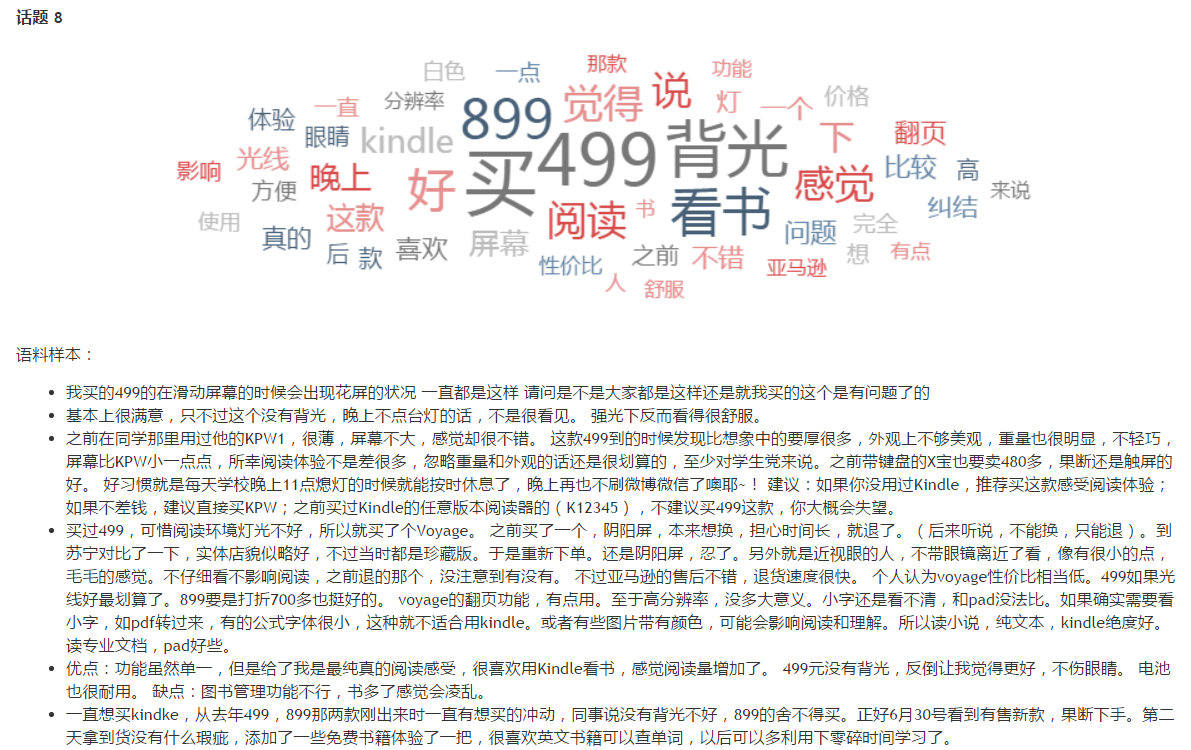 话题 8
白色 一点 那款 功能
体验 一直 分辨率 899 觉得 说 灯 一个 价格
影响 光线 眼睛 kindle 499 背光 下 翻页
方便 晚上 好 买 看书 感觉 比较 高 来说
使用 真的 这款 阅读 书 问题 完全 纠结
后 款 喜欢 屏幕 性价比 之前 不错 亚马逊 想 有点
人 舒服
语料样本：
我买的499的在滑动屏幕的时候会出现花屏的状况 一直都是这样 请问是不是大家都是这样还是就我买的这个是有问题了的
基本上很满意，只不过这个没有背光，晚上不点台灯的话，不是很看见。 强光下反而看得很舒服。
之前在同学那里用过他的KPW1，很薄，屏幕不大，感觉却很不错。 这款499到的时候发现比想象中的要厚很多，外观上不够美观，重量也很明显，不轻巧，
屏幕比KPW小一点点，所幸阅读体验不是差很多，忽略重量和外观的话还是很划算的，至少对学生党来说。之前带键盘的X宝也要卖480多，果断还是触屏的
好。 好习惯就是每天学校晚上11点熄灯的时候就能按时休息了，晚上再也不刷微博微信了噢耶~！ 建议：如果你没用过Kindle，推荐买这款感受阅读体验；
如果不差钱，建议直接买KPW；之前买过Kindle的任意版本阅读器的（K12345），不建议买499这款，你大概会失望。
买过499，可惜阅读环境灯光不好，所以就买了个Voyage。 之前买了一个，阴阳屏，本来想换，担心时间长，就退了。（后来听说，不能换，只能退）。到
苏宁对比了一下，实体店貌似略好，不过当时都是珍藏版。于是重新下单。还是阴阳屏，忍了。另外就是近视眼的人，不带眼镜离近了看，像有很小的点，
毛毛的感觉。不仔细看不影响阅读，之前退的那个，没注意到有没有。 不过亚马逊的售后不错，退货速度很快。 个人认为voyage性价比相当低。499如果光
线好最划算了。899要是打折700多也挺好的。 voyage的翻页功能，有点用。至于高分辨率，没多大意义。小字还是看不清，和pad没法比。如果确实需要看
小字，如pdf转过来，有的公式字体很小，这种就不适合用kindle。或者有些图片带有颜色，可能会影响阅读和理解。所以读小说，纯文本，kindle绝度好。
读专业文档，pad好些。
优点：功能虽然单一，但是给了我是最纯真的阅读感受，很喜欢用Kindle看书，感觉阅读量增加了。 499元没有背光，反倒让我觉得更好，不伤眼睛。 电池
也很耐用。 缺点：图书管理功能不行，书多了感觉会凌乱。
一直想买kindke，从去年499，899那两款刚出来时一直有想买的冲动，同事说没有背光不好，899的舍不得买。正好6月30号看到有售新款，果断下手。第二
天拿到货没有什么瑕疵，添加了一些免费书籍体验了一把，很喜欢英文书籍可以查单词，以后可以多利用下零碎时间学习了。